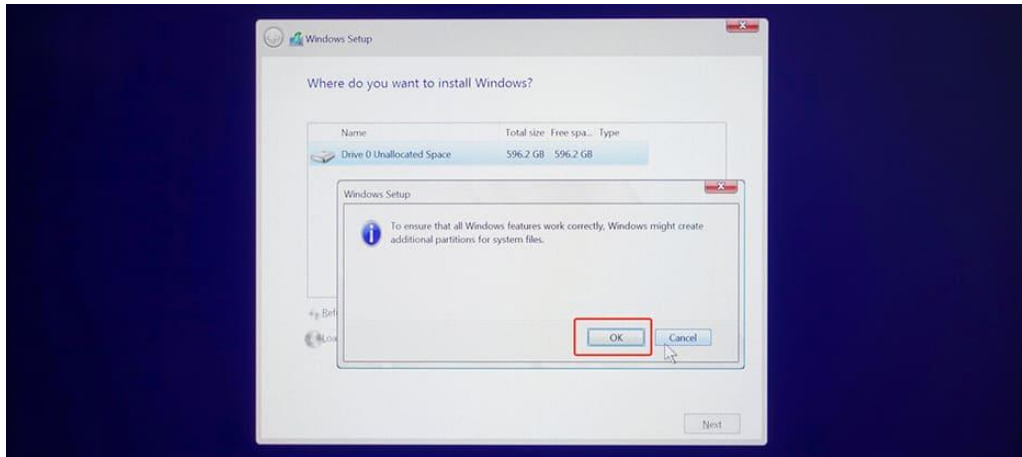 Windows Setup
Where do you want to install Windows?
Name Total size Free spa... Type
Drive 0 Unallocated Space 596.2 GB 596.2 GB
Windows Setup
To ensure that all Windows features work correctly, Windows might create
additional partitions for system files.
Ref
Loa
OK Cancel
Next